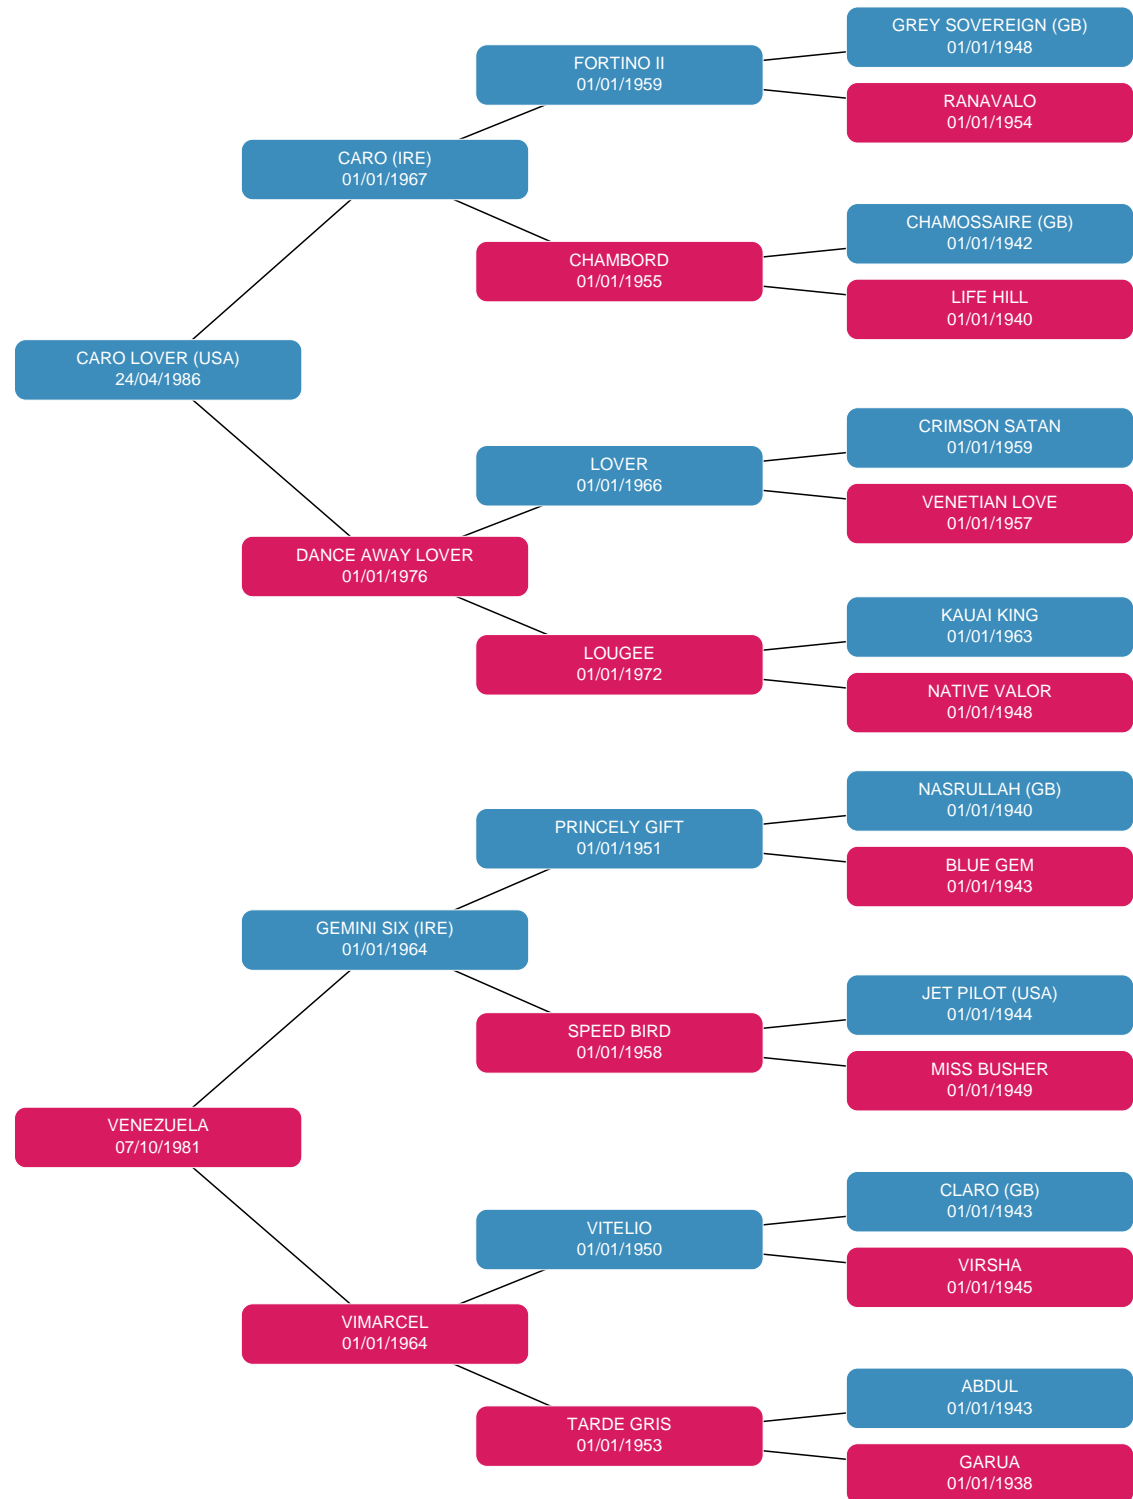 GREY SOVEREIGN (GB)
01/01/1948
FORTINO II
01/01/1959
RANAVALO
01/01/1954
CARO (IRE)
01/01/1967
CHAMOSSAIRE (GB)
01/01/1942
CHAMBORD
01/01/1955
LIFE HILL
01/01/1940
CARO LOVER (USA)
24/04/1986
CRIMSON SATAN
01/01/1959
LOVER
01/01/1966
VENETIAN LOVE
01/01/1957
DANCE AWAY LOVER
01/01/1976
KAUAI KING
01/01/1963
LOUGEE
01/01/1972
NATIVE VALOR
01/01/1948
NASRULLAH (GB)
01/01/1940
PRINCELY GIFT
01/01/1951
BLUE GEM
01/01/1943
GEMINI SIX (IRE)
01/01/1964
JET PILOT (USA)
01/01/1944
SPEED BIRD
01/01/1958
MISS BUSHER
01/01/1949
VENEZUELA
07/10/1981
CLARO (GB)
01/01/1943
VITELIO
01/01/1950
VIRSHA
01/01/1945
VIMARCEL
01/01/1964
ABDUL
01/01/1943
TARDE GRIS
01/01/1953
GARUA
01/01/1938